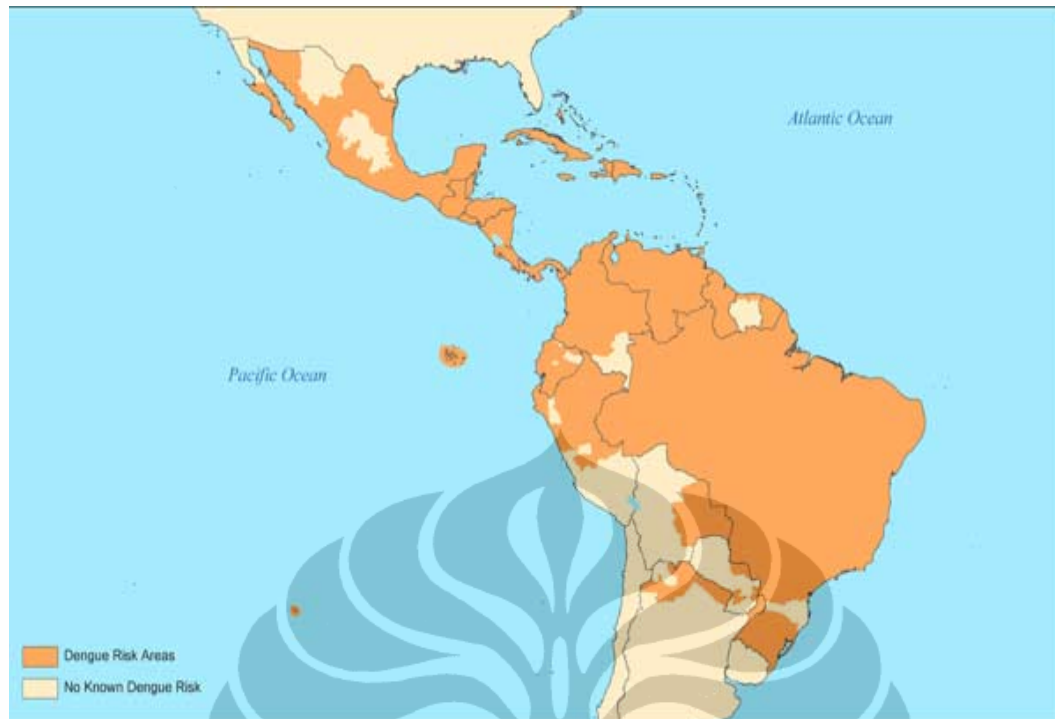 Atlantic Ocean
Pacific Ocean
Dengue Risk Areas
No Known Dengue Risk